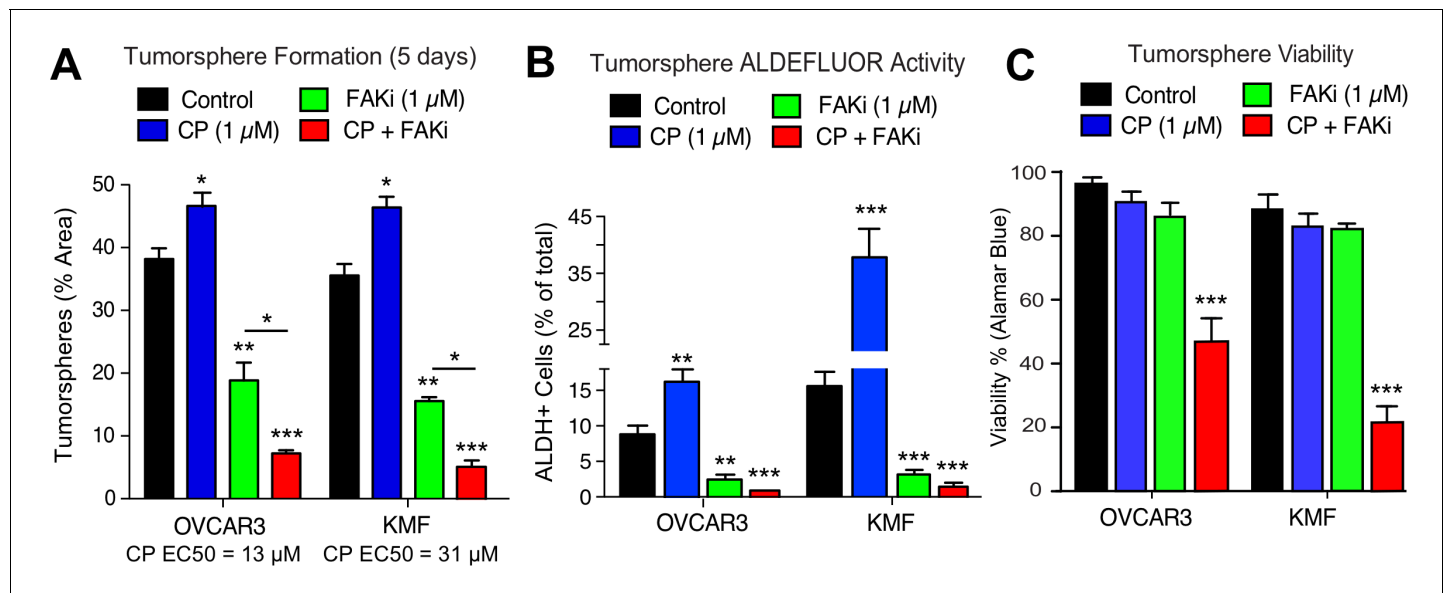 A
Tumorsphere Formation (5 days)
Control
FAKi (1 µM)
CP (1 µM)
CP + FAKi
Tumorspheres (% Area)
50
40
30
20
10
0
*
**
*
***
*
**
*
***
OVCAR3
KMF
CP EC50 = 13 µM
CP EC50 = 31 µM
B
Tumorsphere ALDEFLUOR Activity
Control
FAKi (1 µM)
CP (1 µM)
CP + FAKi
ALDH+ Cells (% of total)
45
35
25
15
10
5
0
**
**
***
***
***
***
OVCAR3
KMF
C
Tumorsphere Viability
Control
FAKi (1 µM)
CP (1 µM)
CP + FAKi
Viability % (Alamar Blue)
100
80
60
40
20
0
***
***
OVCAR3
KMF